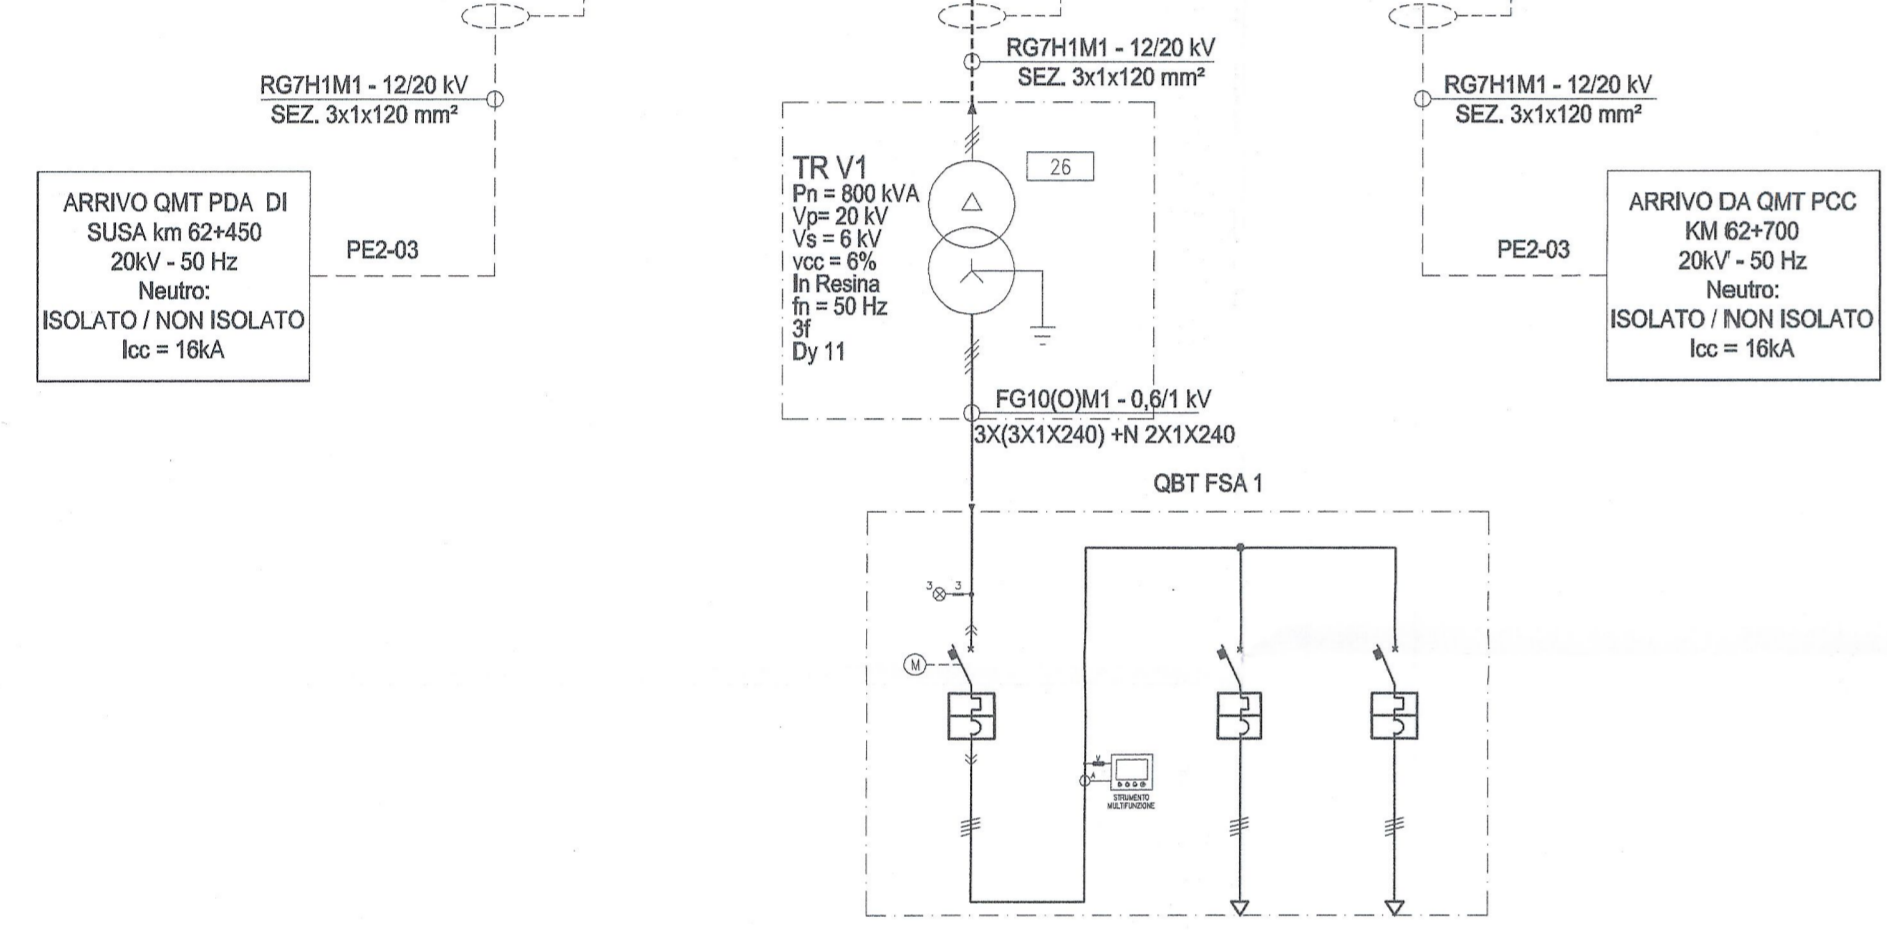 RG7H1M1 - 12/20 kV
SEZ. 3x1x120 mm²
ARRIVO QMT PDA DI
SUSA km 62+450
20kV - 50 Hz
Neutro:
ISOLATO / NON ISOLATO
Icc = 16kA
PE2-03
RG7H1M1 - 12/20 kV
SEZ. 3x1x120 mm²
TR V1
Pn = 800 kVA
Vp= 20 kV
Vs = 6 kV
vcc = 6%
In Resina
fn = 50 Hz
3f
Dy 11
26
FG10(O)M1 - 0,6/1 kV
3X(3X1X240) +N 2X1X240
RG7H1M1 - 12/20 kV
SEZ. 3x1x120 mm²
PE2-03
ARRIVO DA QMT PCC
KM 62+700
20kV - 50 Hz
Neutro:
ISOLATO / NON ISOLATO
Icc = 16kA
QBT FSA 1
3 3
M
V
A
STRUMENTO
MULTIFUNZIONE